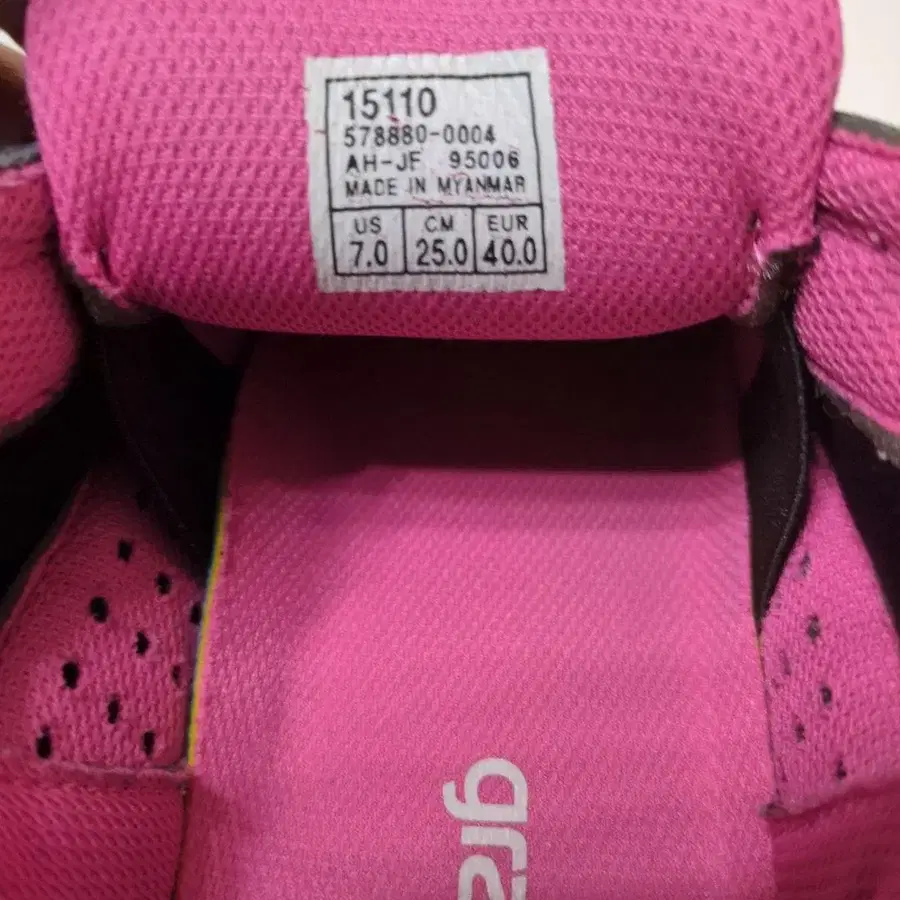 15110
578880-0004
AH-JF 95006
MADE IN MYANMAR
US CM EUR
7.0 25.0 40.0